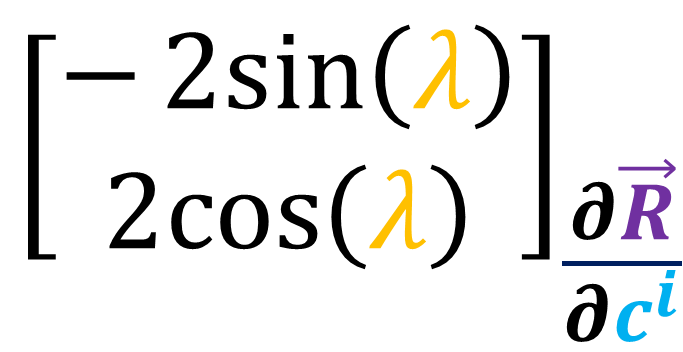 [− 2sin(λ)
2cos(λ)]
∂R⃗
∂cⁱ